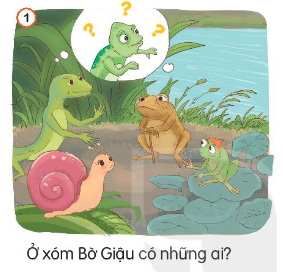 1
? ? ?
Ở xóm Bờ Giậu có những ai?